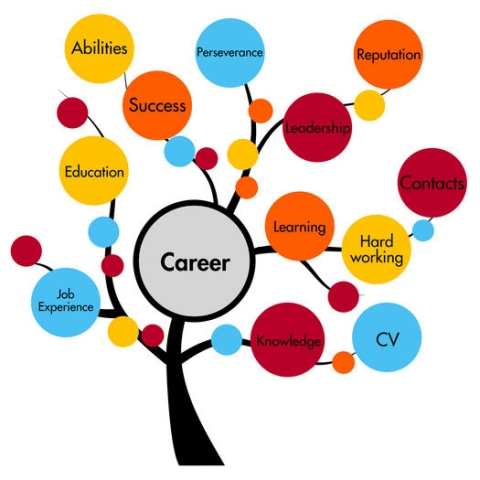 Abilities
Perseverance
Reputation
Success
Leadership
Education
Contacts
Learning
Hard
working
Career
Job
Experience
Knowledge
CV